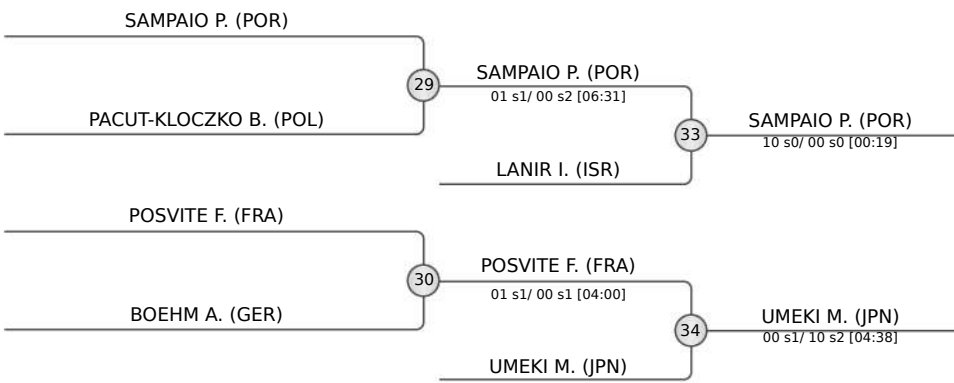 SAMPAIO P. (POR)
29
SAMPAIO P. (POR)
01 s1/ 00 s2 [06:31]
PACUT-KLOCZKO B. (POL)
33
SAMPAIO P. (POR)
10 s0/ 00 s0 [00:19]
LANIR I. (ISR)
POSVITE F. (FRA)
30
POSVITE F. (FRA)
01 s1/ 00 s1 [04:00]
BOEHM A. (GER)
34
UMEKI M. (JPN)
00 s1/ 10 s2 [04:38]
UMEKI M. (JPN)